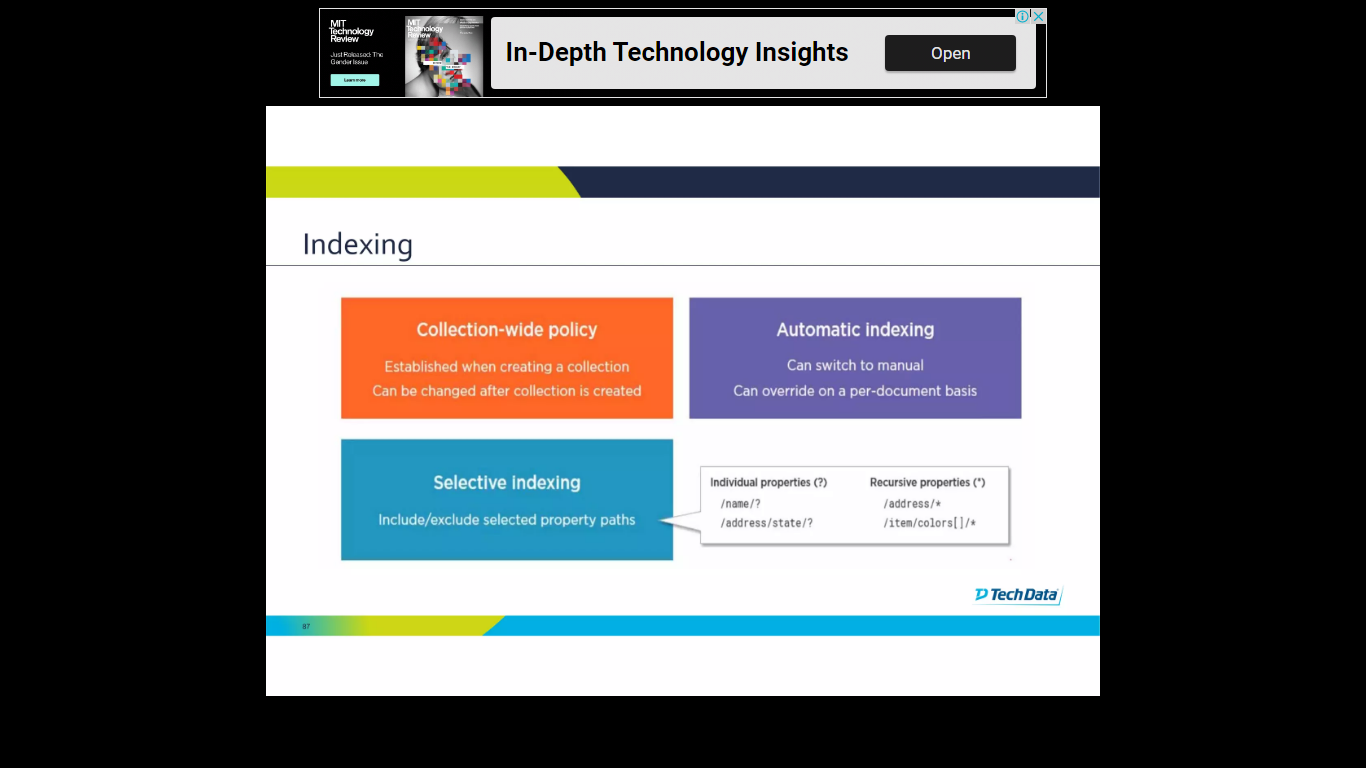 MIT
Technology
Review
Just Released: The
Gender Issue
Learn more
MIT
Technology
Review
In-Depth Technology Insights
Open
Indexing
Collection-wide policy
Established when creating a collection
Can be changed after collection is created
Automatic indexing
Can switch to manual
Can override on a per-document basis
Selective indexing
Include/exclude selected property paths
Individual properties (?)
/name/?
/address/state/?
Recursive properties (*)
/address/*
/item/colors[]/*
Tech Data
87